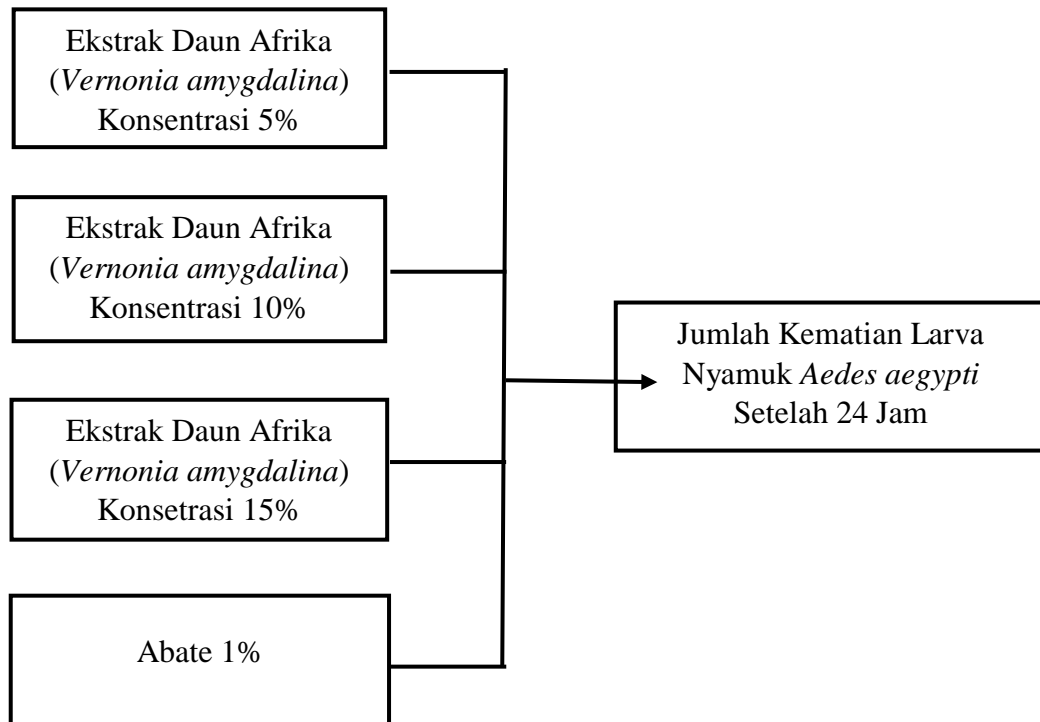 Ekstrak Daun Afrika
(Vernonia amygdalina)
Konsentrasi 5%
Ekstrak Daun Afrika
(Vernonia amygdalina)
Konsentrasi 10%
Ekstrak Daun Afrika
(Vernonia amygdalina)
Konsetrasi 15%
Abate 1%
Jumlah Kematian Larva
Nyamuk Aedes aegypti
Setelah 24 Jam